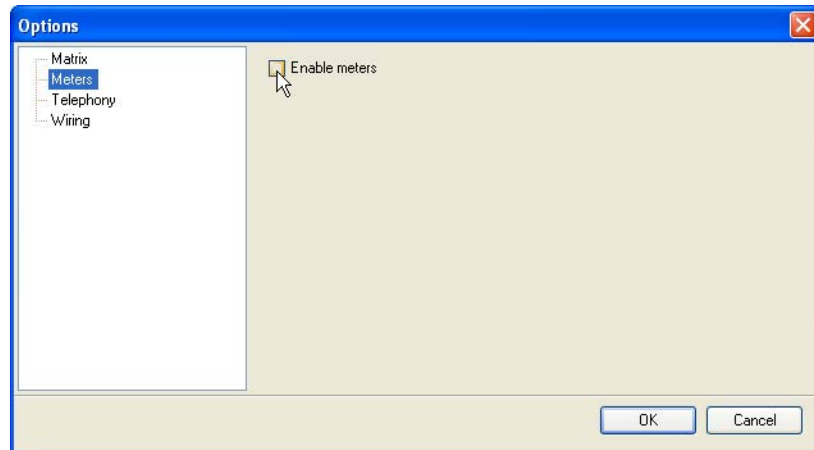 Options
Matrix
Meters
Telephony
Wiring
Enable meters
OK
Cancel